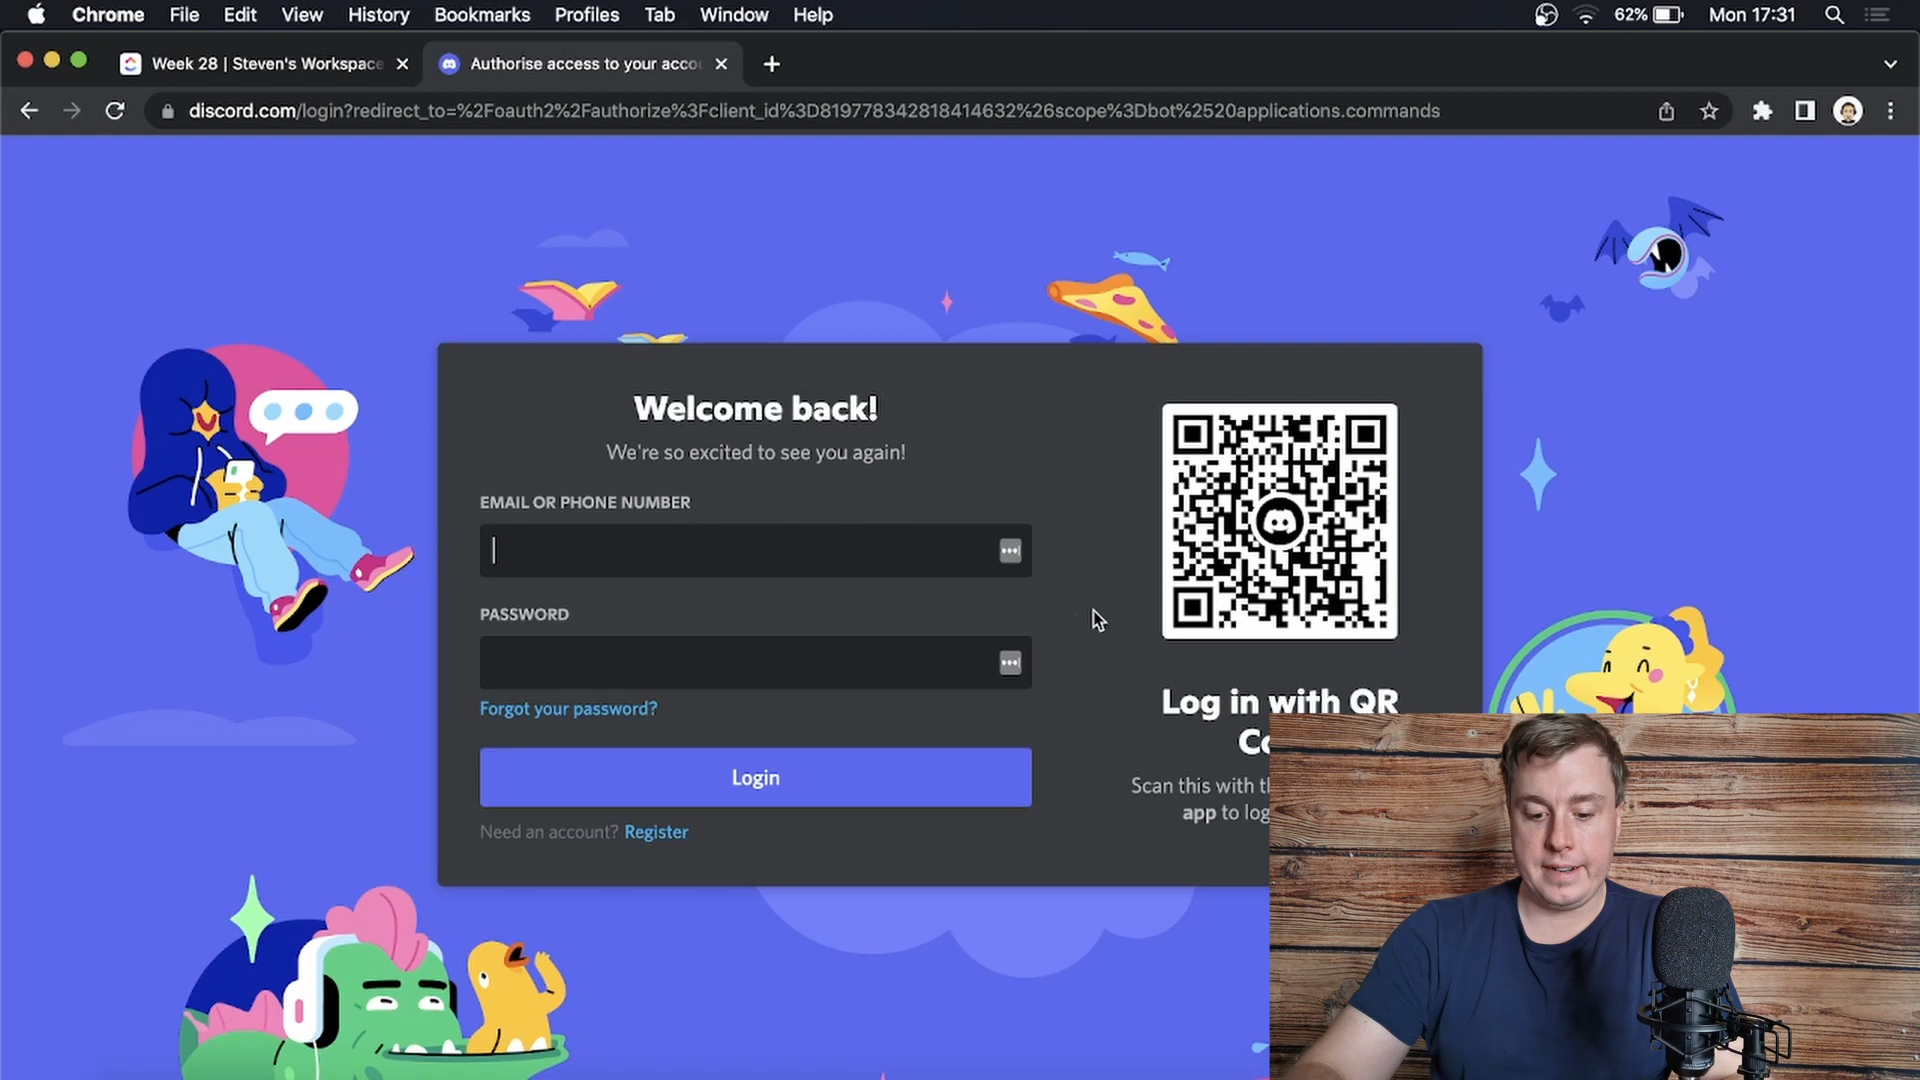 Chrome File Edit View History Bookmarks Profiles Tab Window Help 62% Mon 17:31
Week 28 | Steven's Workspace
Authorise access to your acco
discord.com/login?redirect_to=%2Foauth2%2Fauthorize%3Fclient_id%3D819778342818414632%26scope%3Dbot%2520applications.commands
Welcome back!
We're so excited to see you again!
EMAIL OR PHONE NUMBER
PASSWORD
Forgot your password?
Login
Need an account? Register
Log in with QR
Scan this with
app to log